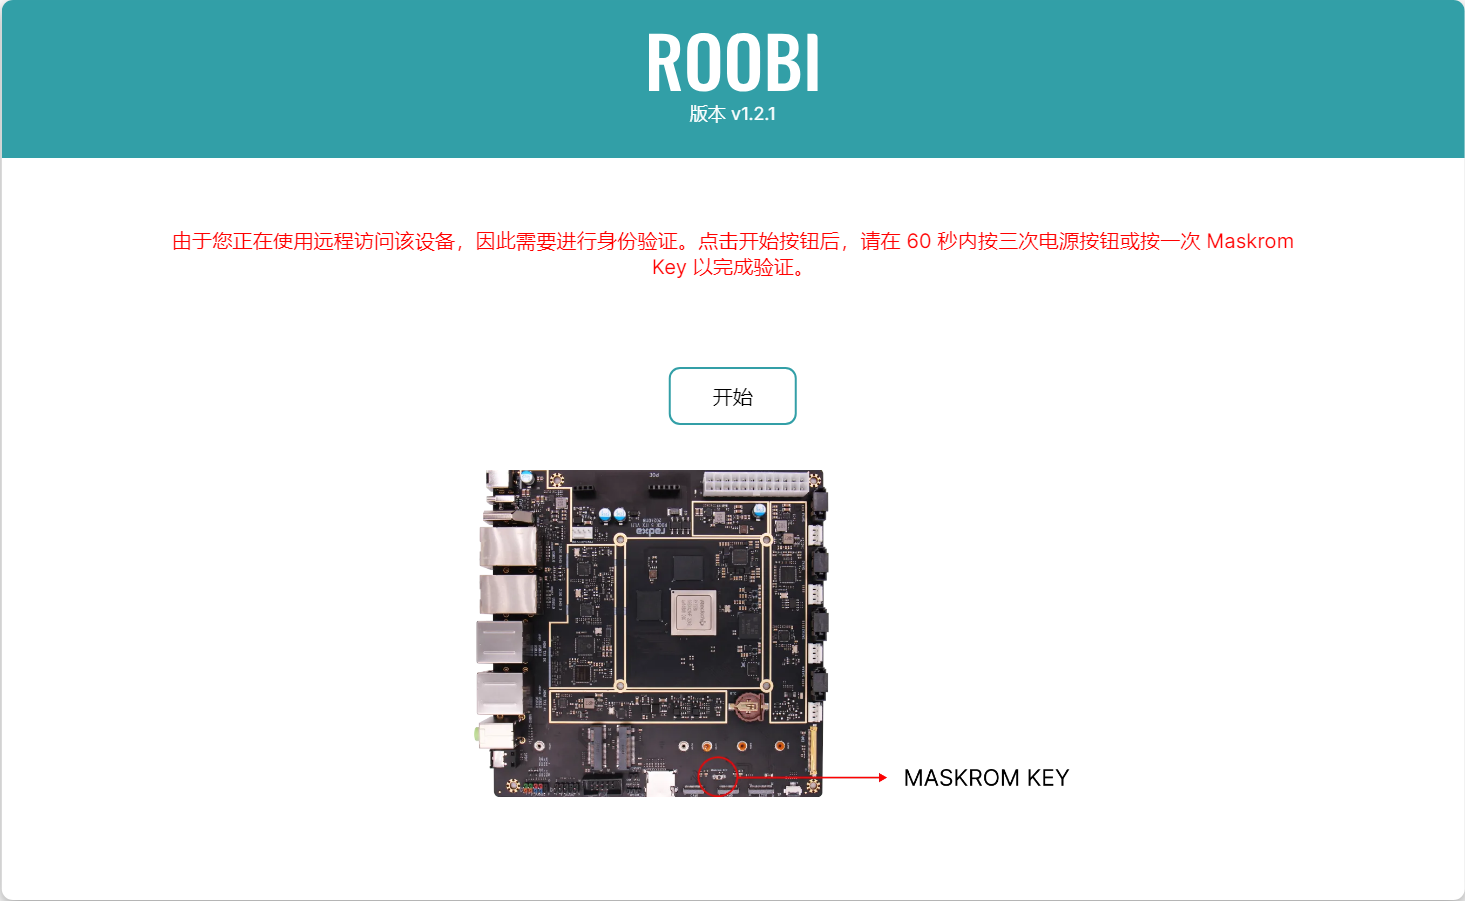 ROOBI
版本 v1.2.1
由于您正在使用远程访问该设备，因此需要进行身份验证。点击开始按钮后，请在 60 秒内按三次电源按钮或按一次 Maskrom
Key 以完成验证。
开始
radxa
MASKROM KEY